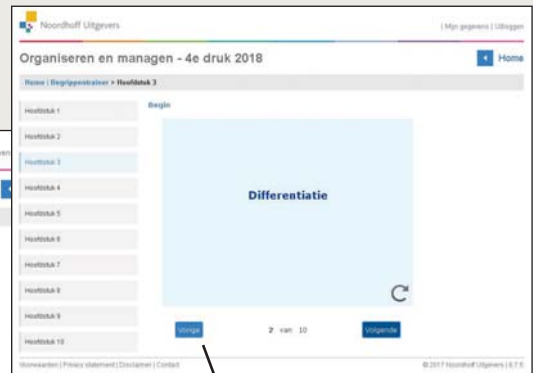 Noordhoff Uitgevers
| Mijn gegevens | Uitloggen
Organiseren en managen - 4e druk 2018
Home
Home | Begrippentrainer > Hoofdstuk 3
Begin
Hoofdstuk 1
Hoofdstuk 2
Hoofdstuk 3
Hoofdstuk 4
Hoofdstuk 5
Hoofdstuk 6
Hoofdstuk 7
Hoofdstuk 8
Hoofdstuk 9
Hoofdstuk 10
Differentiatie
Vorige
2 van 10
Volgende
Voorwaarden | Privacy statement | Disclaimer | Contact
© 2017 Noordhoff Uitgevers |